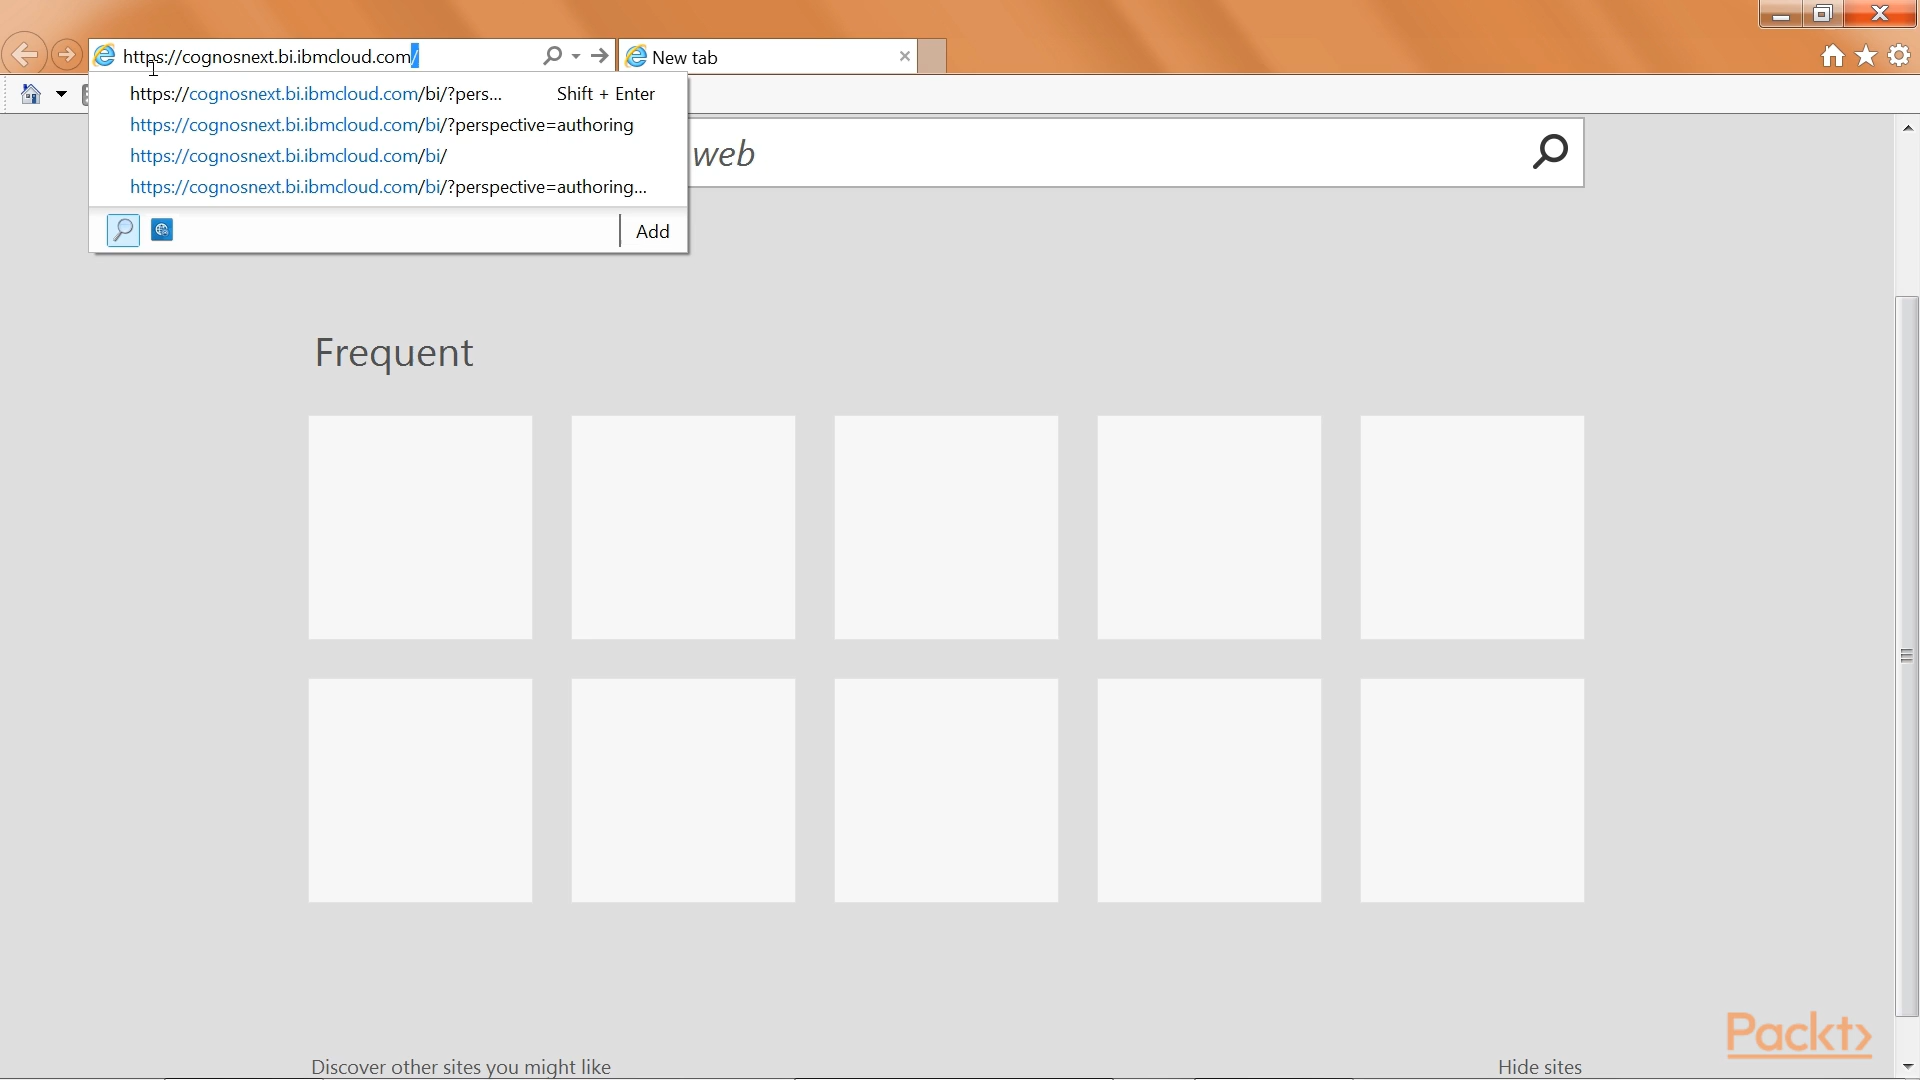 https://cognosnext.bi.ibmcloud.com/
New tab
https://cognosnext.bi.ibmcloud.com/bi/?pers... Shift + Enter
https://cognosnext.bi.ibmcloud.com/bi/?perspective=authoring
https://cognosnext.bi.ibmcloud.com/bi/
https://cognosnext.bi.ibmcloud.com/bi/?perspective=authoring...
web
Add
Frequent
Packt>
Discover other sites you might like
Hide sites